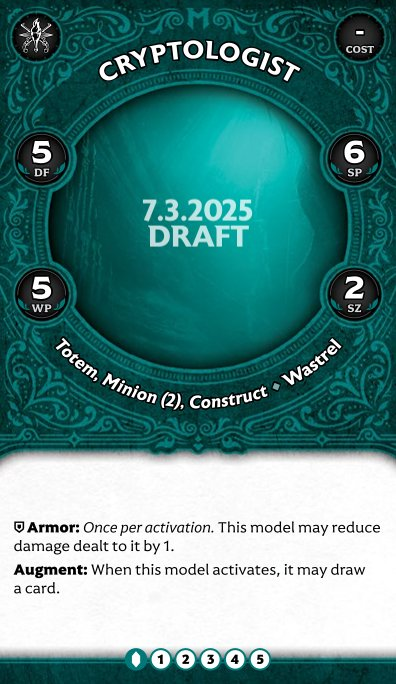 CRYPTOLOGIST
-
COST
5
DF
6
SP
7.3.2025
DRAFT
5
WP
2
SZ
Totem, Minion (2), Construct • Wastrel
Armor: Once per activation. This model may reduce
damage dealt to it by 1.
Augment: When this model activates, it may draw
a card.
1 2 3 4 5